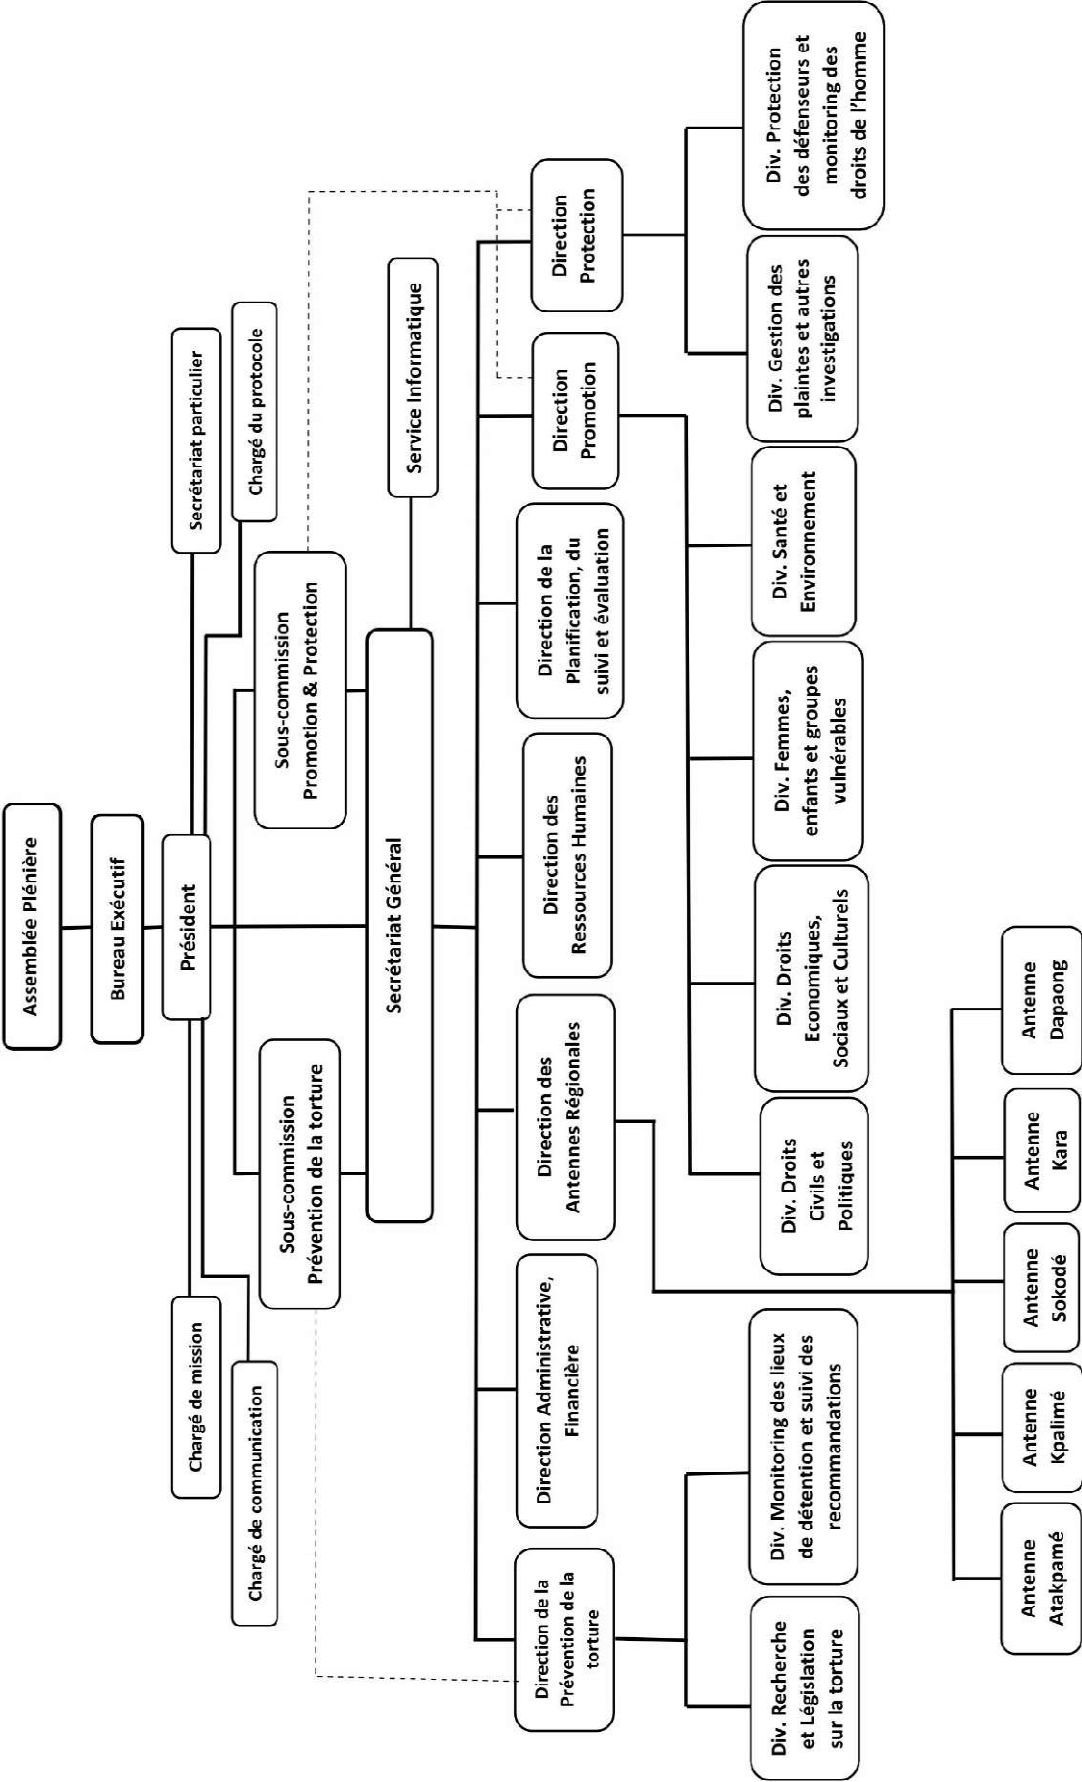 Assemblée Plénière
Bureau Exécutif
Président
Chargé de mission
Secrétariat particulier
Chargé de communication
Chargé du protocole
Sous-commission
Prévention de la torture
Sous-commission
Promotion & Protection
Secrétariat Général
Service Informatique
Direction de la
Prévention de la
torture
Direction Administrative,
Financière
Direction des
Antennes Régionales
Direction des
Ressources Humaines
Direction de la
Planification, du
suivi et évaluation
Direction
Promotion
Direction
Protection
Div. Recherche
et Législation
sur la torture
Div. Monitoring des lieux
de détention et suivi des
recommandations
Div. Droits
Civils et
Politiques
Div. Droits
Economiques,
Sociaux et Culturels
Div. Femmes,
enfants et groupes
vulnérables
Div. Santé et
Environnement
Div. Gestion des
plaintes et autres
investigations
Div. Protection
des défenseurs et
monitoring des
droits de l'homme
Antenne
Atakpamé
Antenne
Kpalimé
Antenne
Sokodé
Antenne
Kara
Antenne
Dapaong